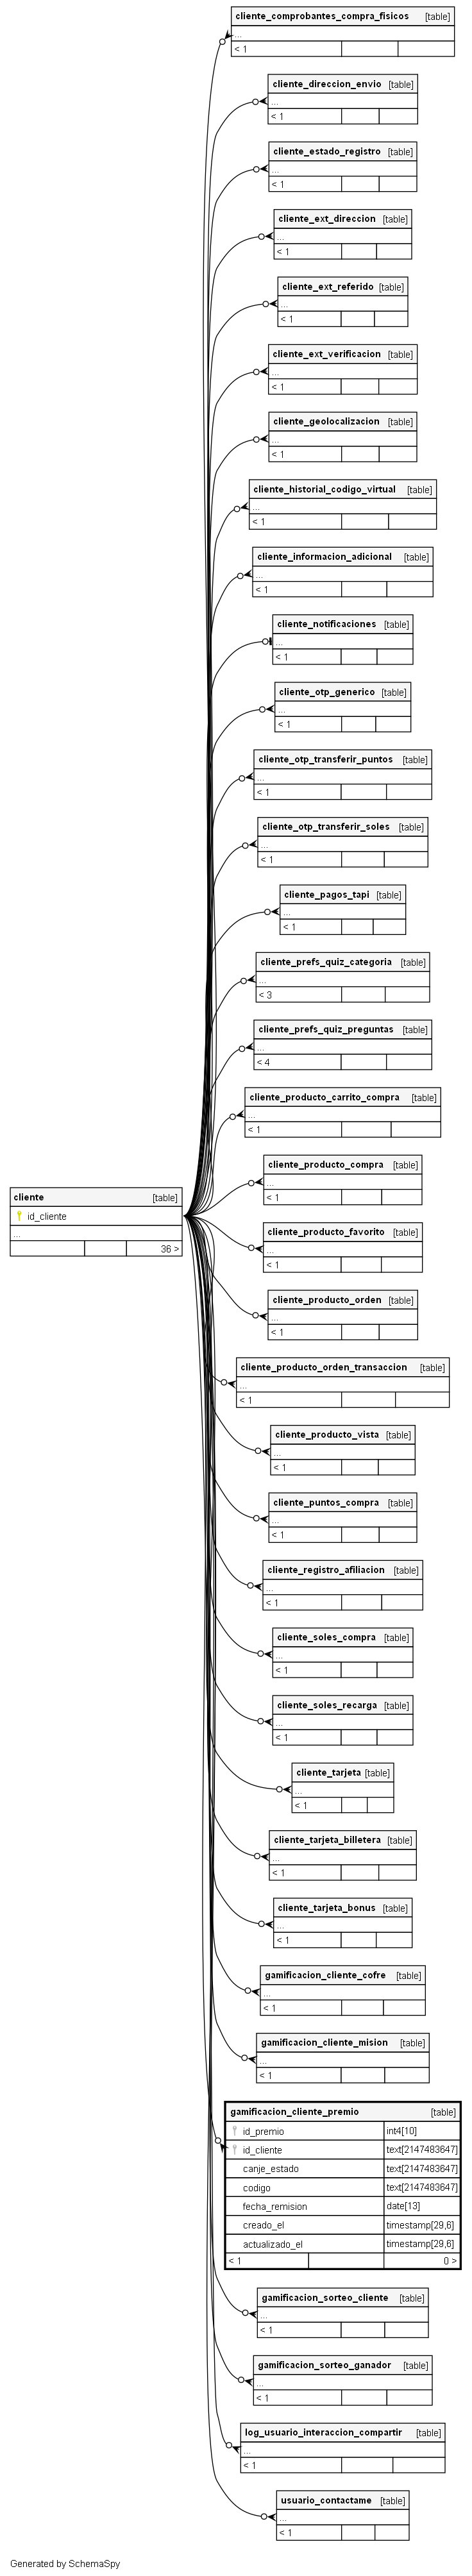 cliente_comprobantes_compra_fisicos [table]
...
< 1
cliente_direccion_envio [table]
...
< 1
cliente_estado_registro [table]
...
< 1
cliente_ext_direccion [table]
...
< 1
cliente_ext_referido [table]
...
< 1
cliente_ext_verificacion [table]
...
< 1
cliente_geolocalizacion [table]
...
< 1
cliente_historial_codigo_virtual [table]
...
< 1
cliente_informacion_adicional [table]
...
< 1
cliente_notificaciones [table]
...
< 1
cliente_otp_generico [table]
...
< 1
cliente_otp_transferir_puntos [table]
...
< 1
cliente_otp_transferir_soles [table]
...
< 1
cliente_pagos_tapi [table]
...
< 1
cliente_prefs_quiz_categoria [table]
...
< 3
cliente_prefs_quiz_preguntas [table]
...
< 4
cliente_producto_carrito_compra [table]
...
< 1
cliente_producto_compra [table]
...
< 1
cliente [table]
id_cliente
...
36 >
cliente_producto_favorito [table]
...
< 1
cliente_producto_orden [table]
...
< 1
cliente_producto_orden_transaccion [table]
...
< 1
cliente_producto_vista [table]
...
< 1
cliente_puntos_compra [table]
...
< 1
cliente_registro_afiliacion [table]
...
< 1
cliente_soles_compra [table]
...
< 1
cliente_soles_recarga [table]
...
< 1
cliente_tarjeta [table]
...
< 1
cliente_tarjeta_billetera [table]
...
< 1
cliente_tarjeta_bonus [table]
...
< 1
gamificacion_cliente_cofre [table]
...
< 1
gamificacion_cliente_mision [table]
...
< 1
gamificacion_cliente_premio [table]
id_premio int4[10]
id_cliente text[2147483647]
canje_estado text[2147483647]
codigo text[2147483647]
fecha_remision date[13]
creado_el timestamp[29,6]
actualizado_el timestamp[29,6]
< 1 0 >
gamificacion_sorteo_cliente [table]
...
< 1
gamificacion_sorteo_ganador [table]
...
< 1
log_usuario_interaccion_compartir [table]
...
< 1
usuario_contactame [table]
...
< 1
Generated by SchemaSpy